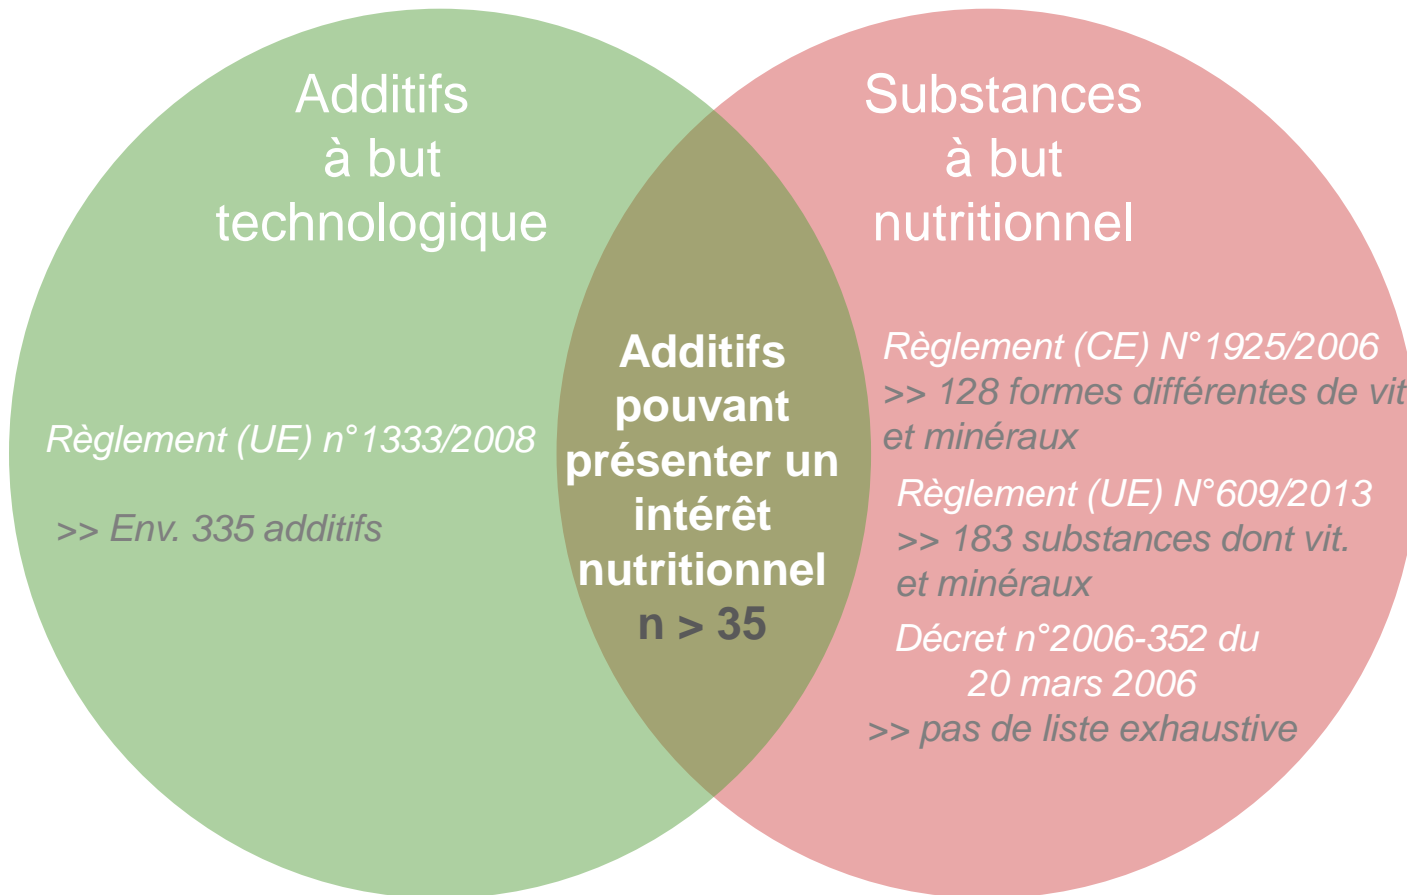 Additifs
à but
technologique
Règlement (UE) n°1333/2008
>> Env. 335 additifs
Additifs
pouvant
présenter un
intérêt
nutritionnel
n > 35
Substances
à but
nutritionnel
Règlement (CE) N°1925/2006
>> 128 formes différentes de vit
et minéraux
Règlement (UE) N°609/2013
>> 183 substances dont vit.
et minéraux
Décret n°2006-352 du
20 mars 2006
>> pas de liste exhaustive